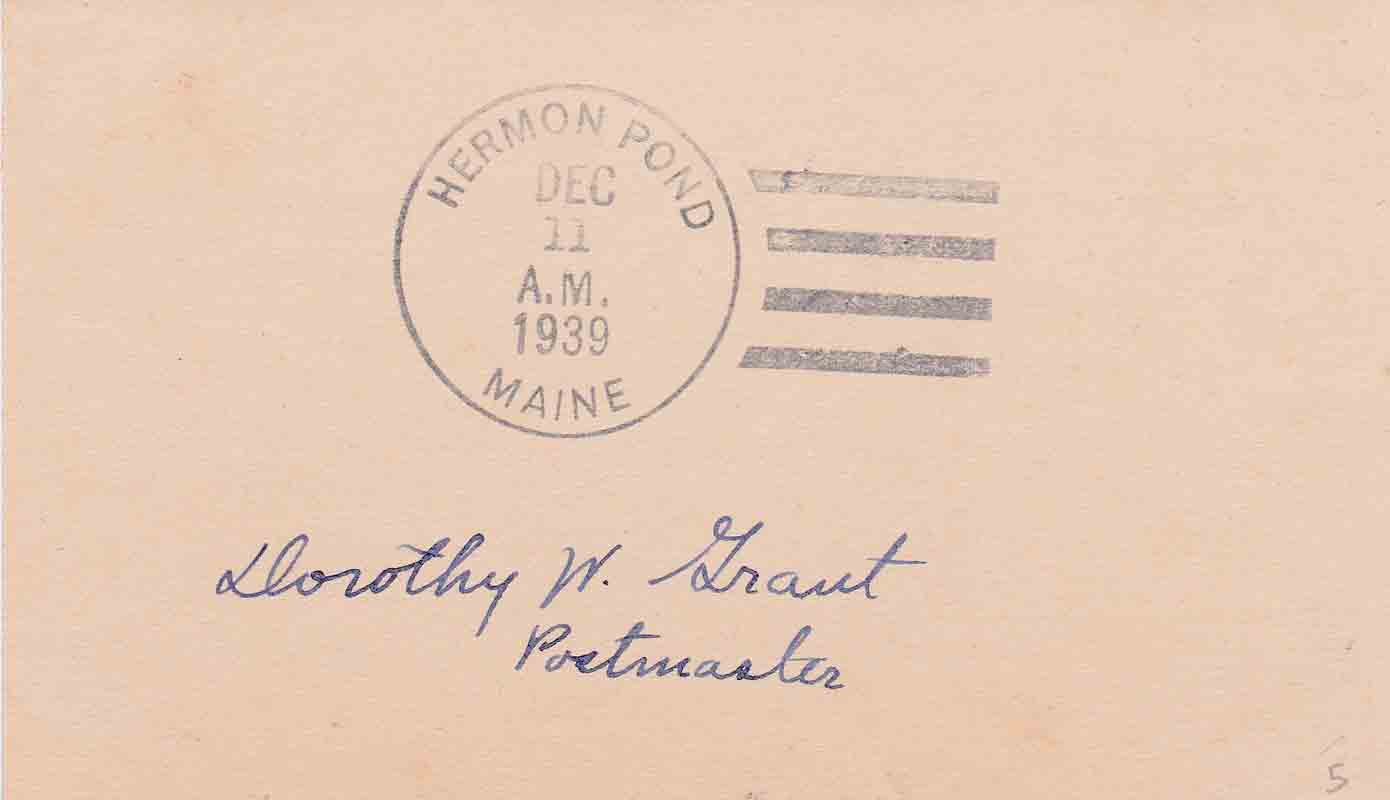 HERMON POND
DEC
11
A.M.
1939
MAINE
Dorothy W. Grant
Postmaster
5